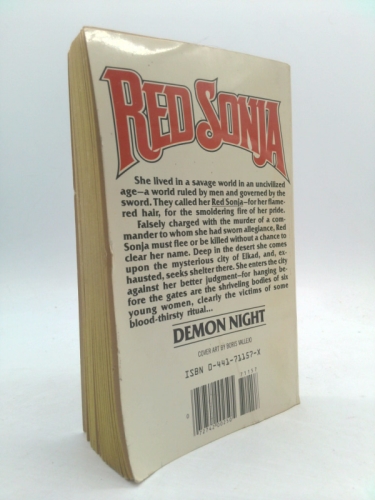 RED SONJA
She lived in a savage world in an uncivilized
age—a world ruled by men and governed by the
sword. They called her Red Sonja—for her flame-
red hair, for the smoldering fire of her pride.
Falsely charged with the murder of a com-
mander to whom she had sworn allegiance, Red
Sonja must flee or be killed without a chance to
clear her name. Deep in the desert she comes
upon the mysterious city of Elkad, and, ex-
hausted, seeks shelter there. She enters the city
against her better judgment—for hanging be-
fore the gates are the shriveling bodies of six
young women, clearly the victims of some
blood-thirsty ritual...
DEMON NIGHT
COVER ART BY BORIS VALLEJO
ISBN 0-441-71157-X
71157